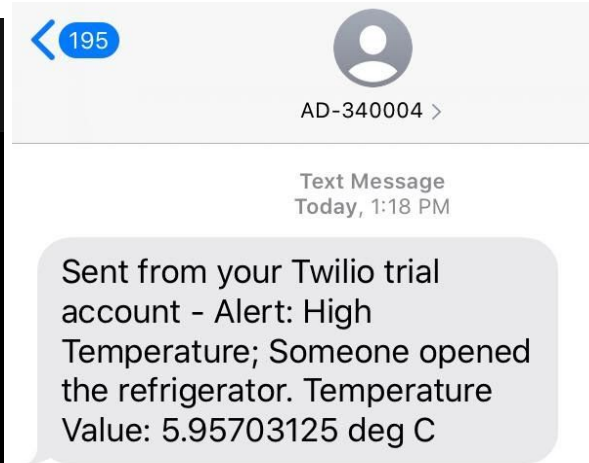 195
AD-340004 >
Text Message
Today, 1:18 PM
Sent from your Twilio trial
account - Alert: High
Temperature; Someone opened
the refrigerator. Temperature
Value: 5.95703125 deg C